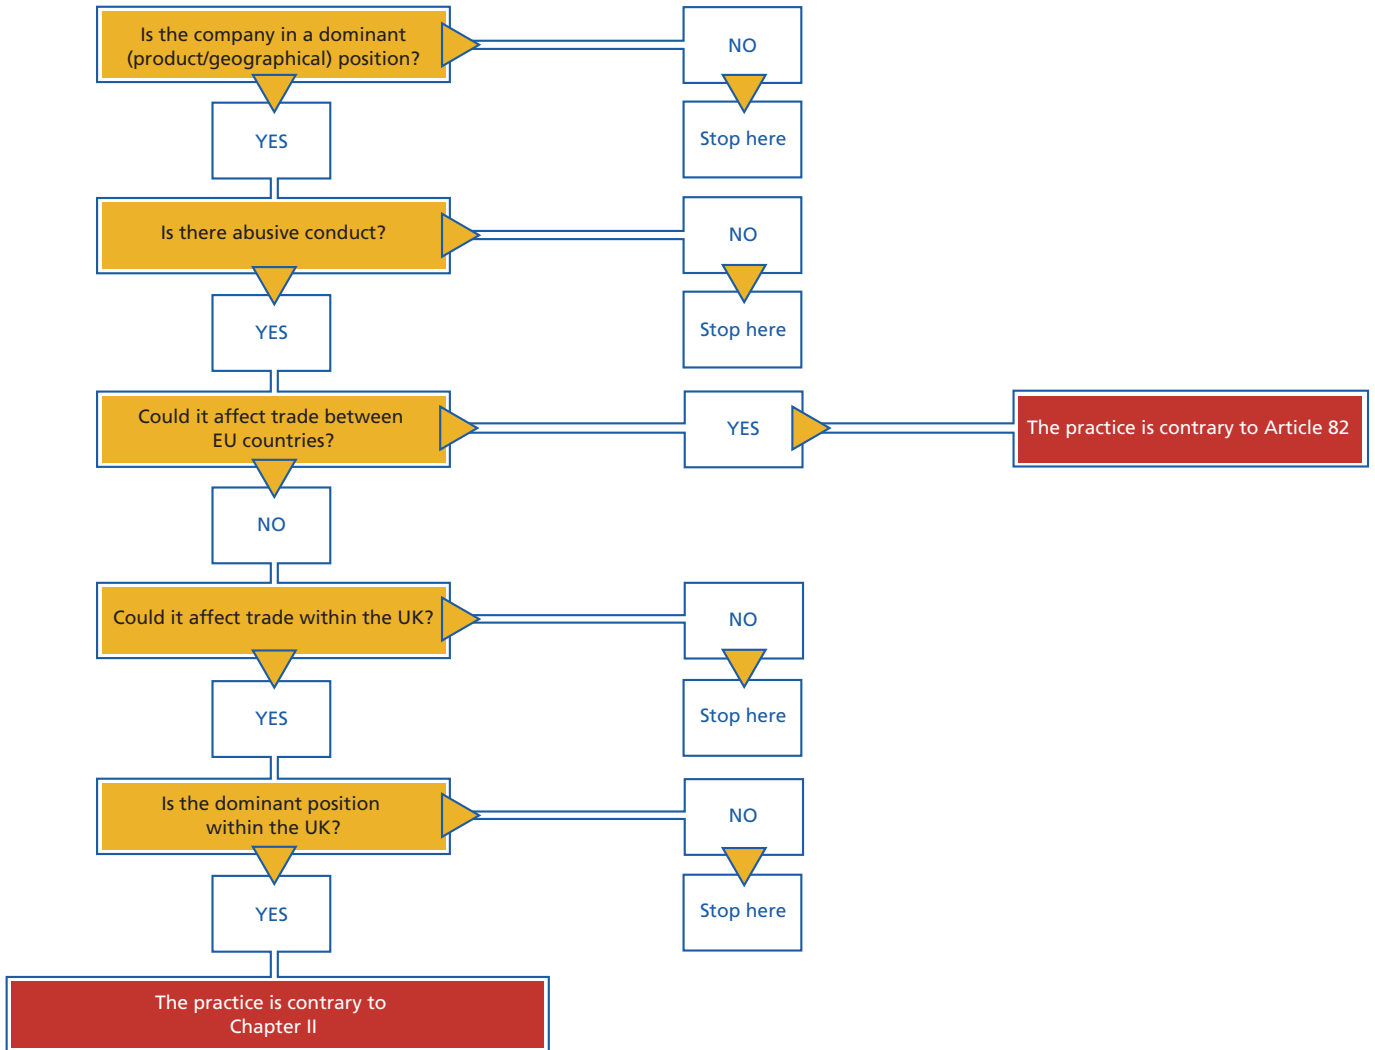 Is the company in a dominant
(product/geographical) position?
NO
YES
Stop here
Is there abusive conduct?
NO
YES
Stop here
Could it affect trade between
EU countries?
YES
The practice is contrary to Article 82
NO
Could it affect trade within the UK?
NO
YES
Stop here
Is the dominant position
within the UK?
NO
YES
Stop here
The practice is contrary to
Chapter II